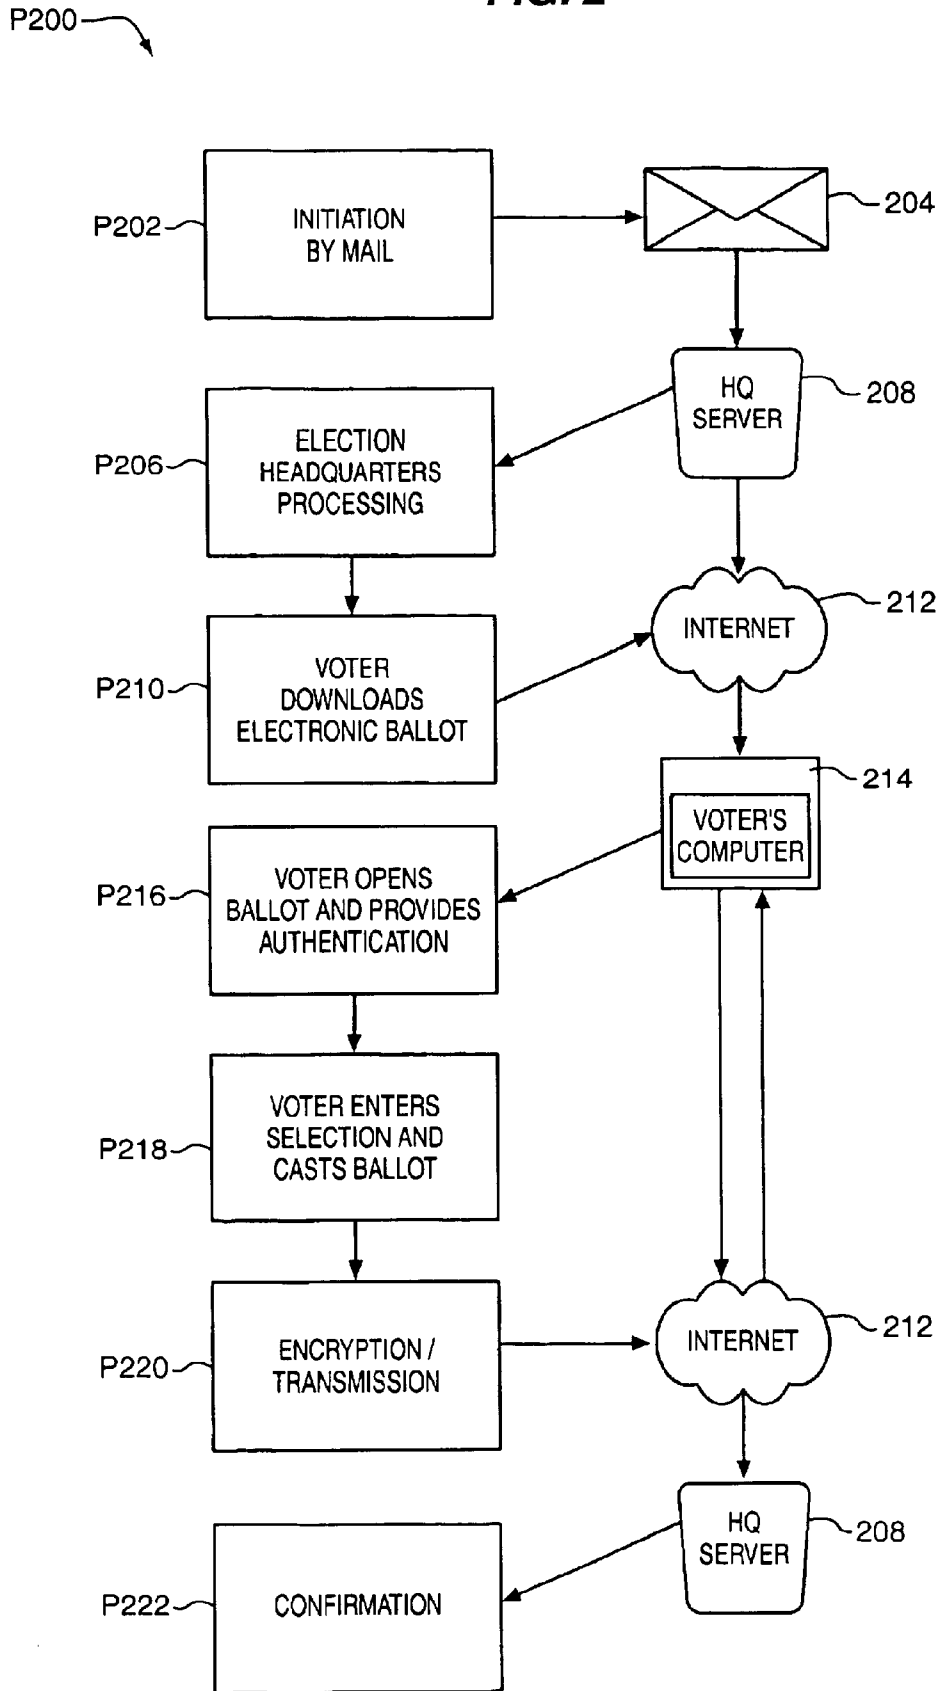 P200
P202
INITIATION
BY MAIL
204
HQ
SERVER
208
P206
ELECTION
HEADQUARTERS
PROCESSING
212
INTERNET
P210
VOTER
DOWNLOADS
ELECTRONIC BALLOT
214
VOTER'S
COMPUTER
P216
VOTER OPENS
BALLOT AND PROVIDES
AUTHENTICATION
P218
VOTER ENTERS
SELECTION AND
CASTS BALLOT
P220
ENCRYPTION /
TRANSMISSION
INTERNET
212
HQ
SERVER
208
P222
CONFIRMATION